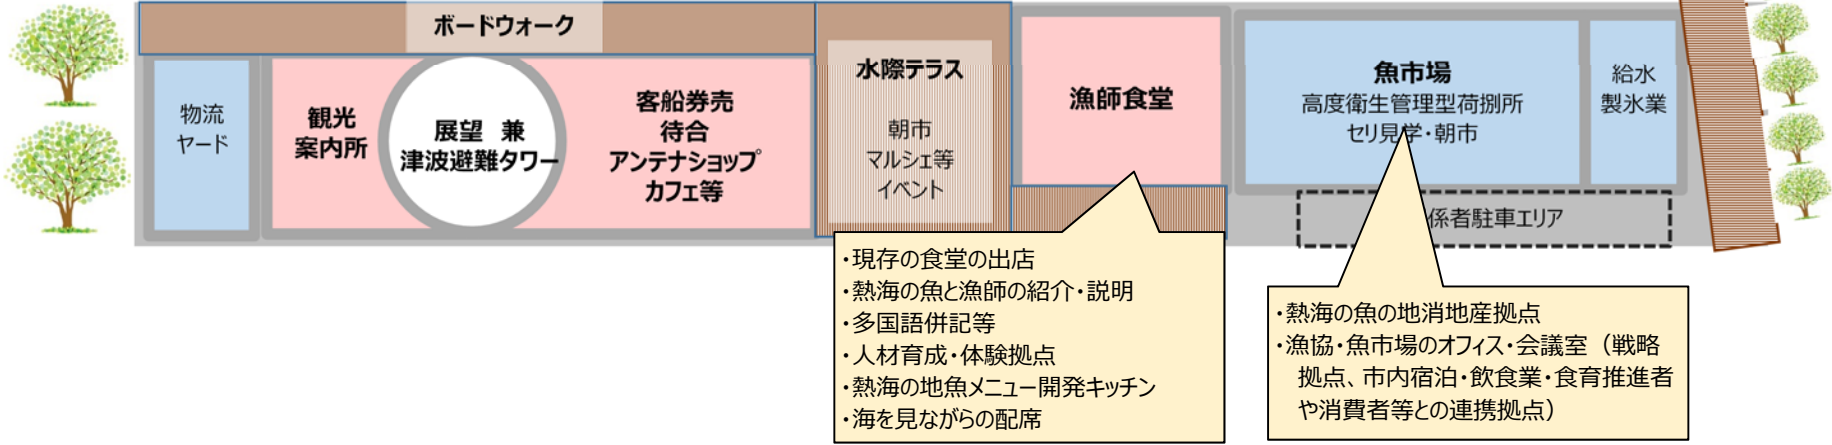 ボードウォーク
物流
ヤード
観光
案内所
展望 兼
津波避難タワー
客船券売
待合
アンテナショップ
カフェ等
水際テラス
朝市
マルシェ等
イベント
漁師食堂
魚市場
高度衛生管理型荷捌所
セリ見学・朝市
給水
製氷業
係者駐車エリア
・現存の食堂の出店
・熱海の魚と漁師の紹介・説明
・多国語併記等
・人材育成・体験拠点
・熱海の地魚メニュー開発キッチン
・海を見ながらの配席
・熱海の魚の地消地産拠点
・漁協・魚市場のオフィス・会議室（戦略
拠点、市内宿泊・飲食業・食育推進者
や消費者等との連携拠点）